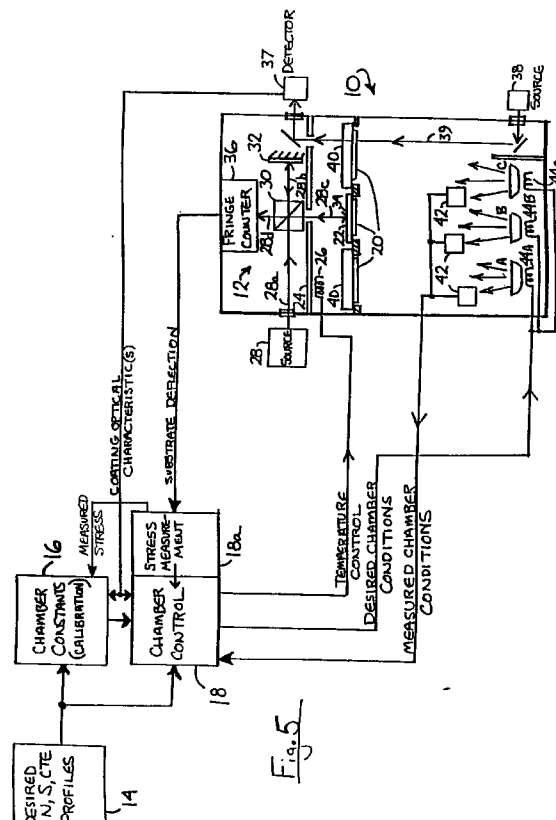 DESIRED
N, S, CTE
PROFILES
14
CHAMBER
CONSTANTS
(CALIBRATION)
16
MEASURED
STRESS
COATING OPTICAL
CHARACTERISTIC(S)
SUBSTRATE DEFLECTION
CHAMBER
CONTROL
18
STRESS
MEASURE-
MENT
18a
TEMPERATURE
CONTROL
DESIRED CHAMBER
CONDITIONS
MEASURED CHAMBER
CONDITIONS
Fig. 5
SOURCE
28
28a
12
FRINGE
COUNTER
36
28d
30
32
28b
24
28c
26
34
22
40
40
20
37
DETECTOR
10
39
38
SOURCE
42
42
A
B
C
44A
44B
44C